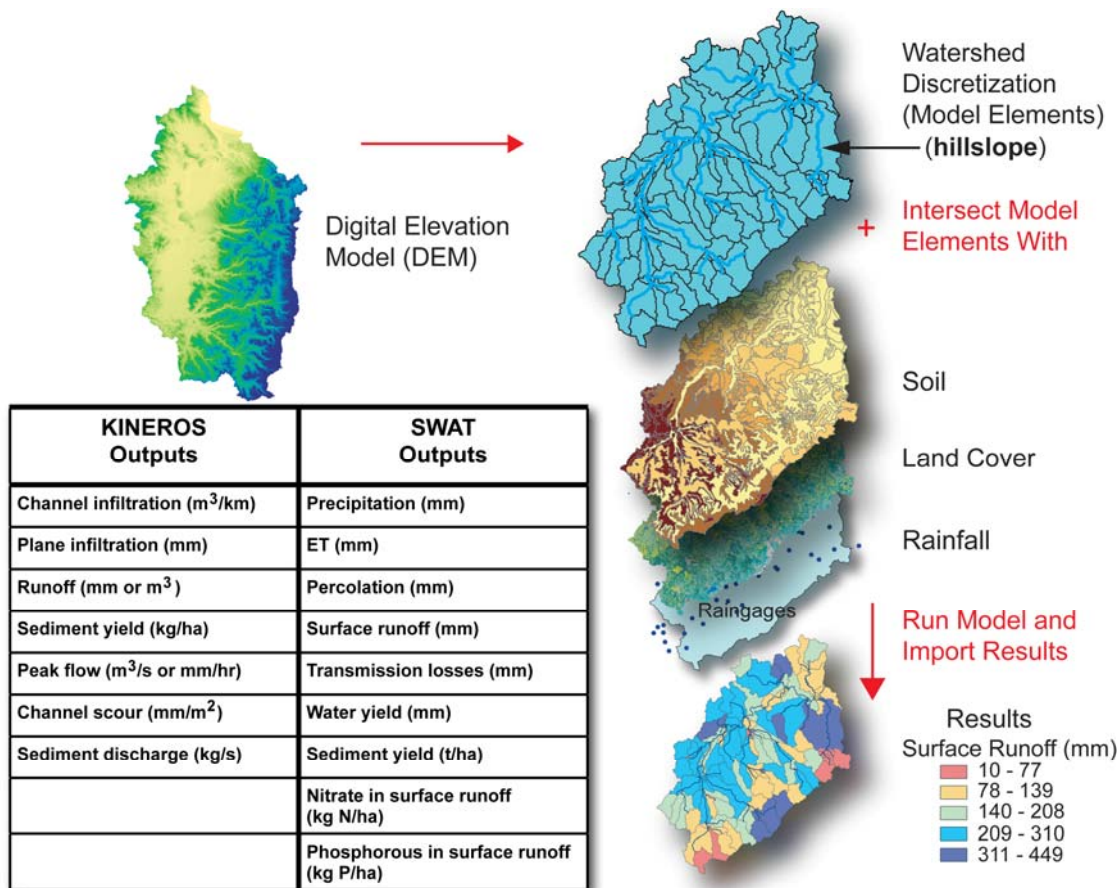 Watershed
Discretization
(Model Elements)
(hillslope)
Digital Elevation
Model (DEM)
+ Intersect Model
Elements With
Soil
Land Cover
Rainfall
Raingages
Run Model and
Import Results
Results
Surface Runoff (mm)
10 - 77
78 - 139
140 - 208
209 - 310
311 - 449
KINEROS
Outputs
SWAT
Outputs
Channel infiltration (m³/km)
Precipitation (mm)
Plane infiltration (mm)
ET (mm)
Runoff (mm or m³ )
Percolation (mm)
Sediment yield (kg/ha)
Surface runoff (mm)
Peak flow (m³/s or mm/hr)
Transmission losses (mm)
Channel scour (mm/m²)
Water yield (mm)
Sediment discharge (kg/s)
Sediment yield (t/ha)
Nitrate in surface runoff
(kg N/ha)
Phosphorous in surface runoff
(kg P/ha)